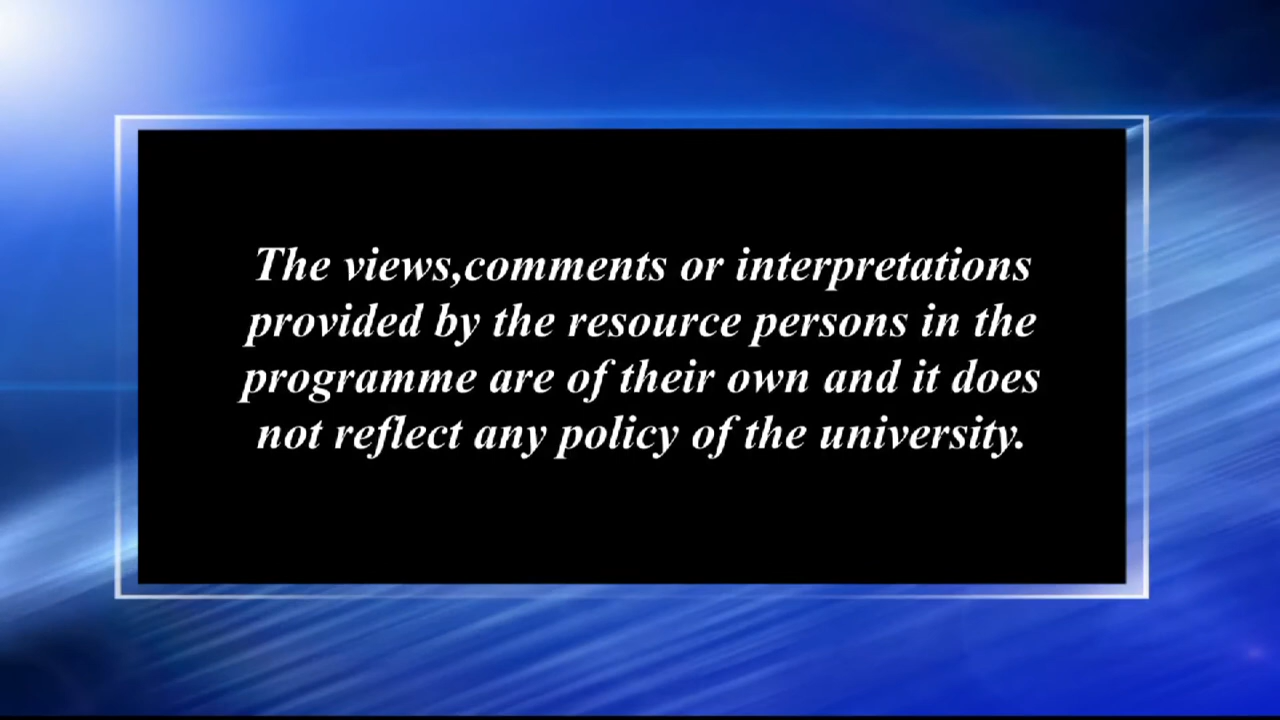 The views,comments or interpretations
provided by the resource persons in the
programme are of their own and it does
not reflect any policy of the university.